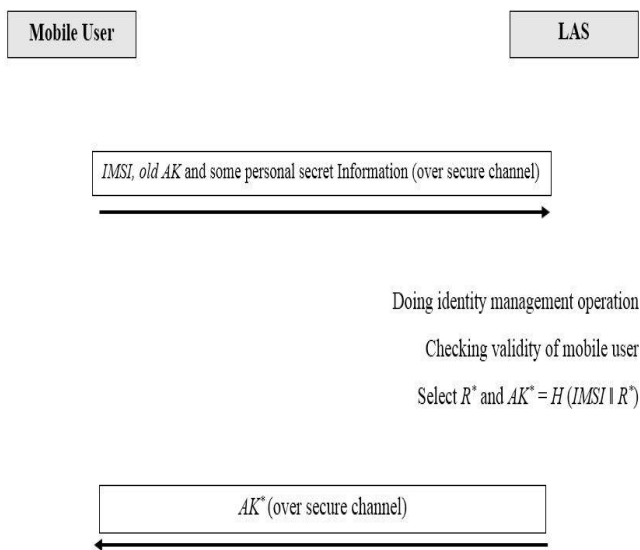 Mobile User
LAS
IMSI, old AK and some personal secret Information (over secure channel)
Doing identity management operation
Checking validity of mobile user
Select R* and AK* = H (IMSI || R*)
AK* (over secure channel)